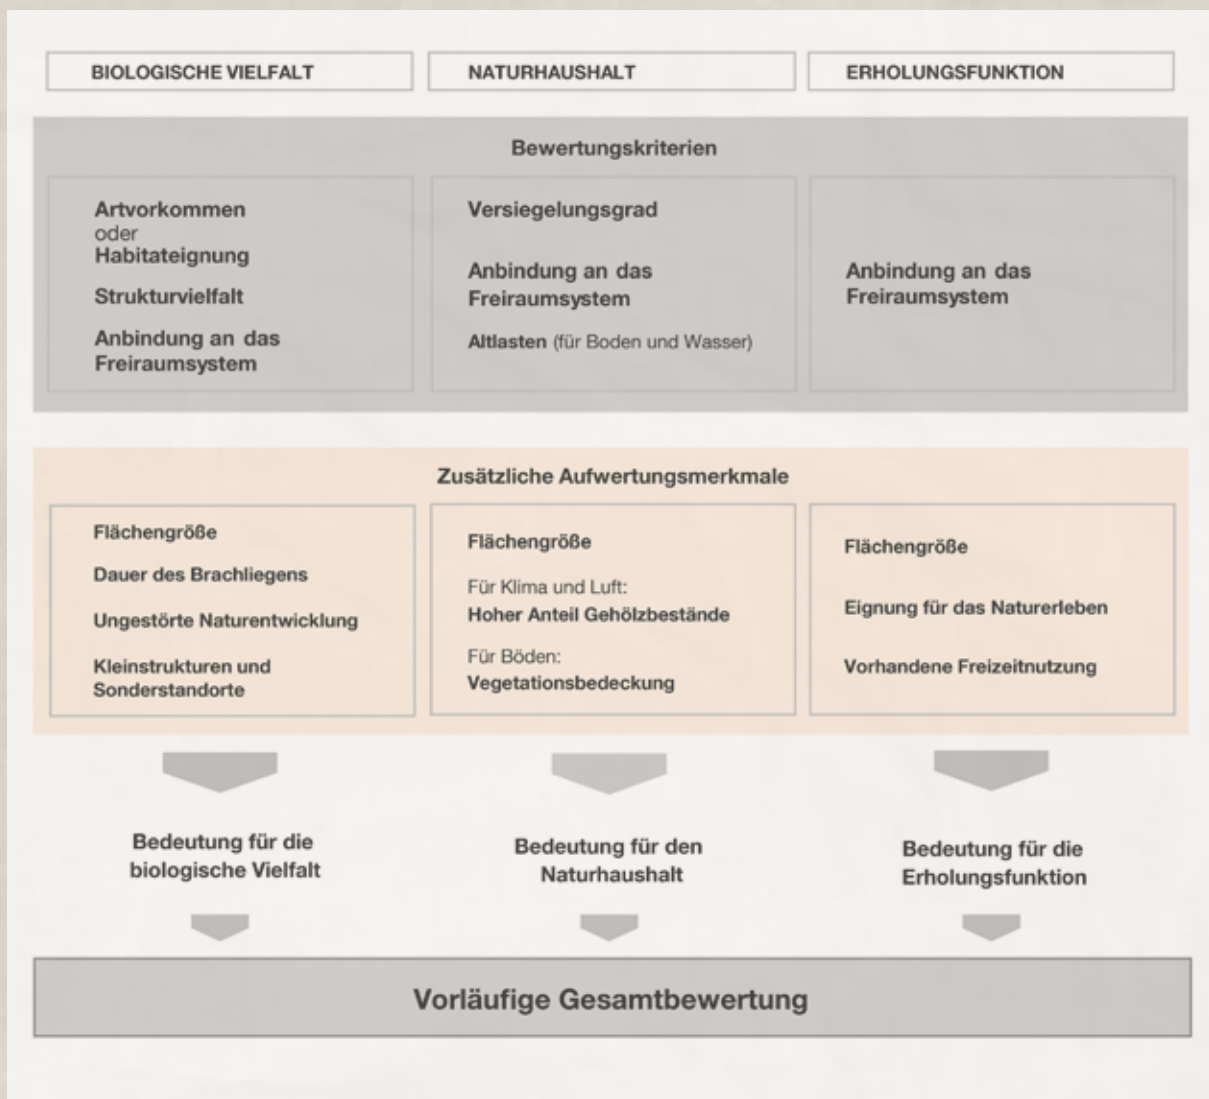 BIOLOGISCHE VIELFALT
NATURHAUSHALT
ERHOLUNGSFUNKTION
Bewertungskriterien
Artvorkommen
oder
Habitateignung
Strukturvielfalt
Anbindung an das
Freiraumsystem
Versiegelungsgrad
Anbindung an das
Freiraumsystem
Altlasten (für Boden und Wasser)
Anbindung an das
Freiraumsystem
Zusätzliche Aufwertungsmerkmale
Flächengröße
Dauer des Brachliegens
Ungestörte Naturentwicklung
Kleinstrukturen und
Sonderstandorte
Flächengröße
Für Klima und Luft:
Hoher Anteil Gehölzbestände
Für Böden:
Vegetationsbedeckung
Flächengröße
Eignung für das Naturerleben
Vorhandene Freizeitnutzung
Bedeutung für die
biologische Vielfalt
Bedeutung für den
Naturhaushalt
Bedeutung für die
Erholungsfunktion
Vorläufige Gesamtbewertung